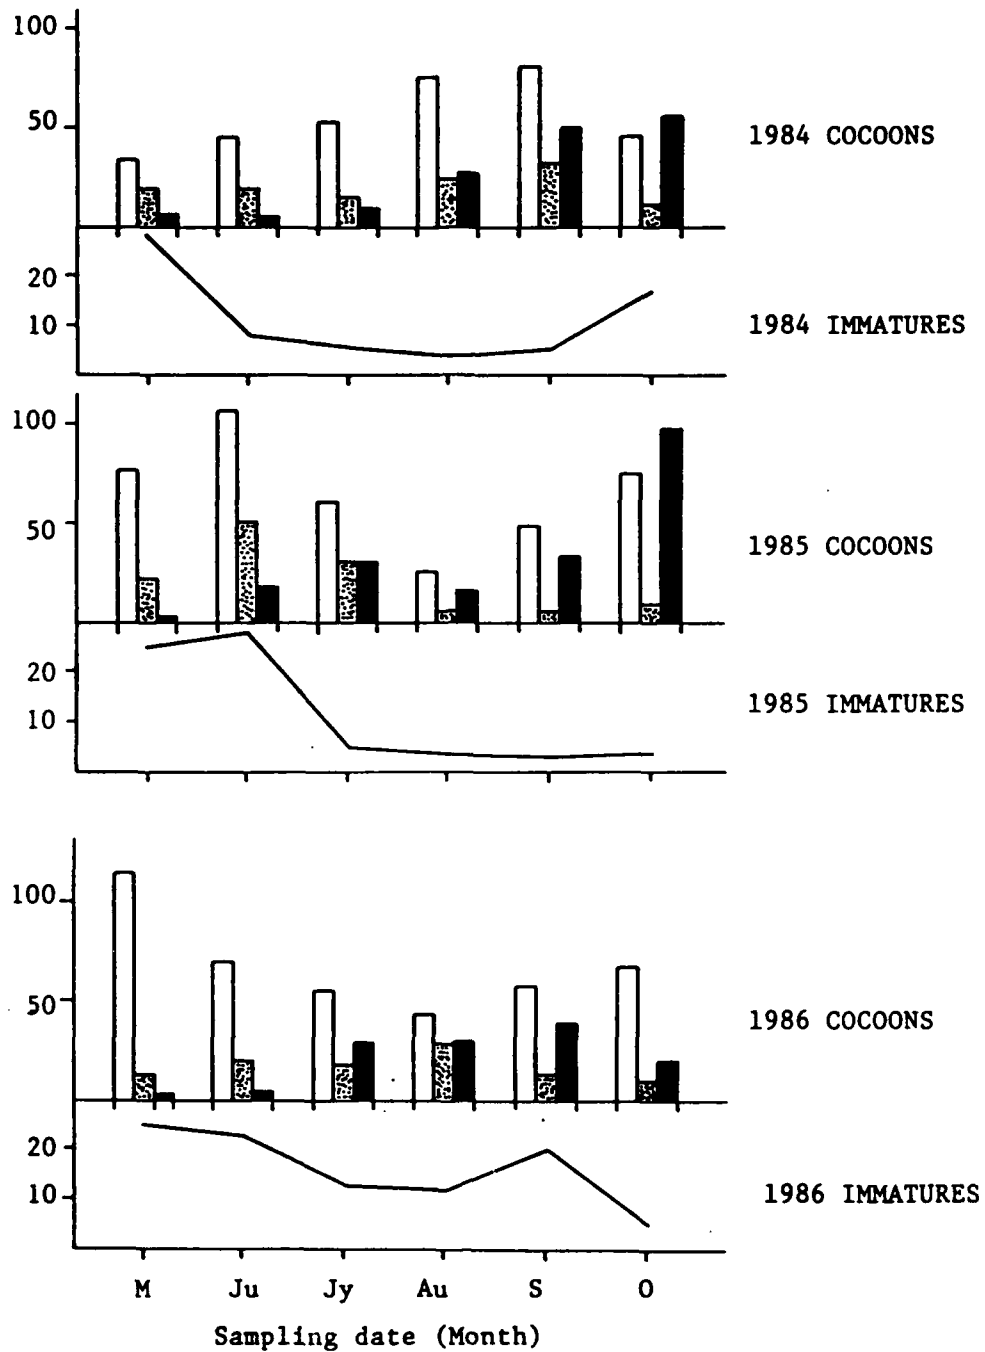 100
50
1984 COCOONS
20
10
1984 IMMATURES
100
50
1985 COCOONS
20
10
1985 IMMATURES
100
50
1986 COCOONS
20
10
1986 IMMATURES
M Ju Jy Au S O
Sampling date (Month)